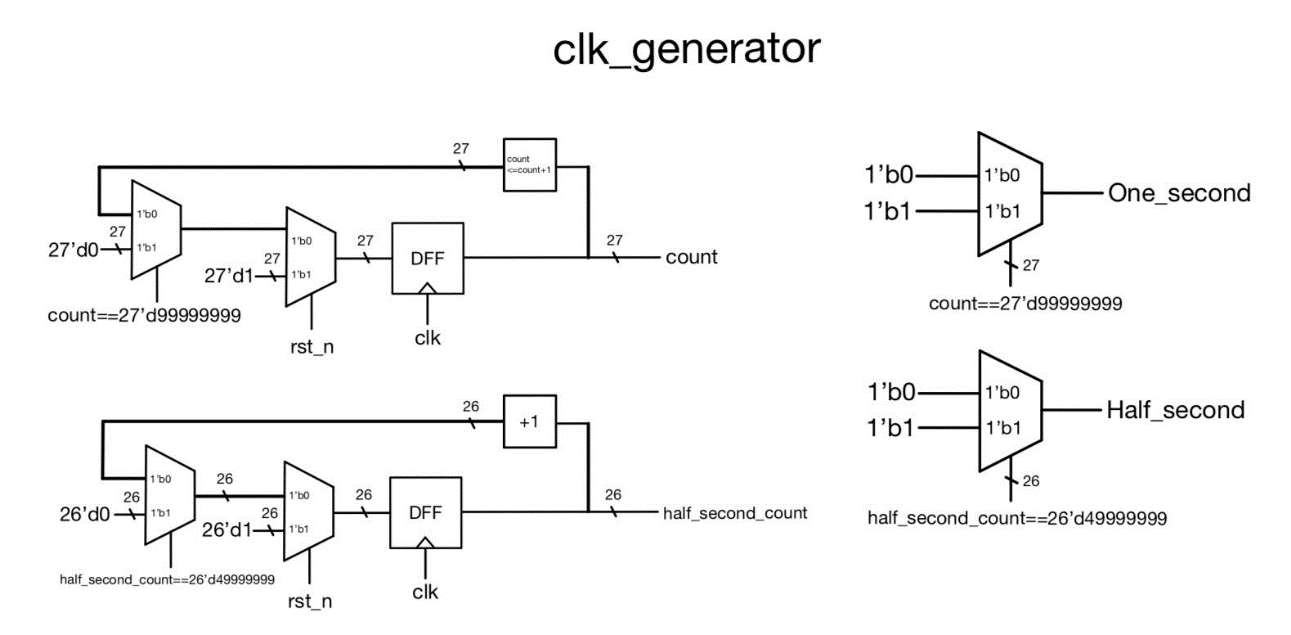 clk_generator
27
count
<=count+1
1'b0
27
27'd0
1'b1
count==27'd99999999
1'b0
27
27'd1
1'b1
rst_n
27
DFF
clk
27
count
26
+1
1'b0
26
26'd0
1'b1
half_second_count==26'd49999999
26
1'b0
26
26'd1
1'b1
rst_n
26
DFF
clk
26
half_second_count
1'b0
1'b0
1'b1
1'b1
One_second
27
count==27'd99999999
1'b0
1'b0
1'b1
1'b1
Half_second
26
half_second_count==26'd49999999